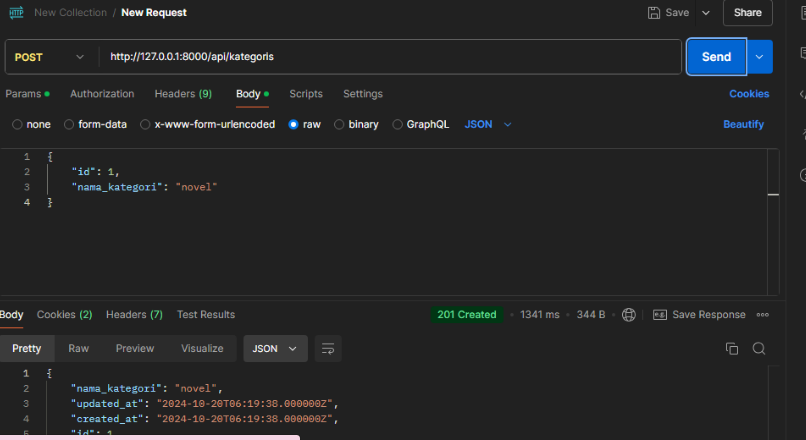 HTTP New Collection / New Request Save Share
POST http://127.0.0.1:8000/api/kategoris Send
Params Authorization Headers (9) Body Scripts Settings Cookies
none form-data x-www-form-urlencoded raw binary GraphQL JSON Beautify
1 {
2 "id": 1,
3 "nama_kategori": "novel"
4 }
Body Cookies (2) Headers (7) Test Results 201 Created 1341 ms 344 B Save Response
Pretty Raw Preview Visualize JSON
1 {
2 "nama_kategori": "novel",
3 "updated_at": "2024-10-20T06:19:38.000000Z",
4 "created_at": "2024-10-20T06:19:38.000000Z",
5 "id": 1